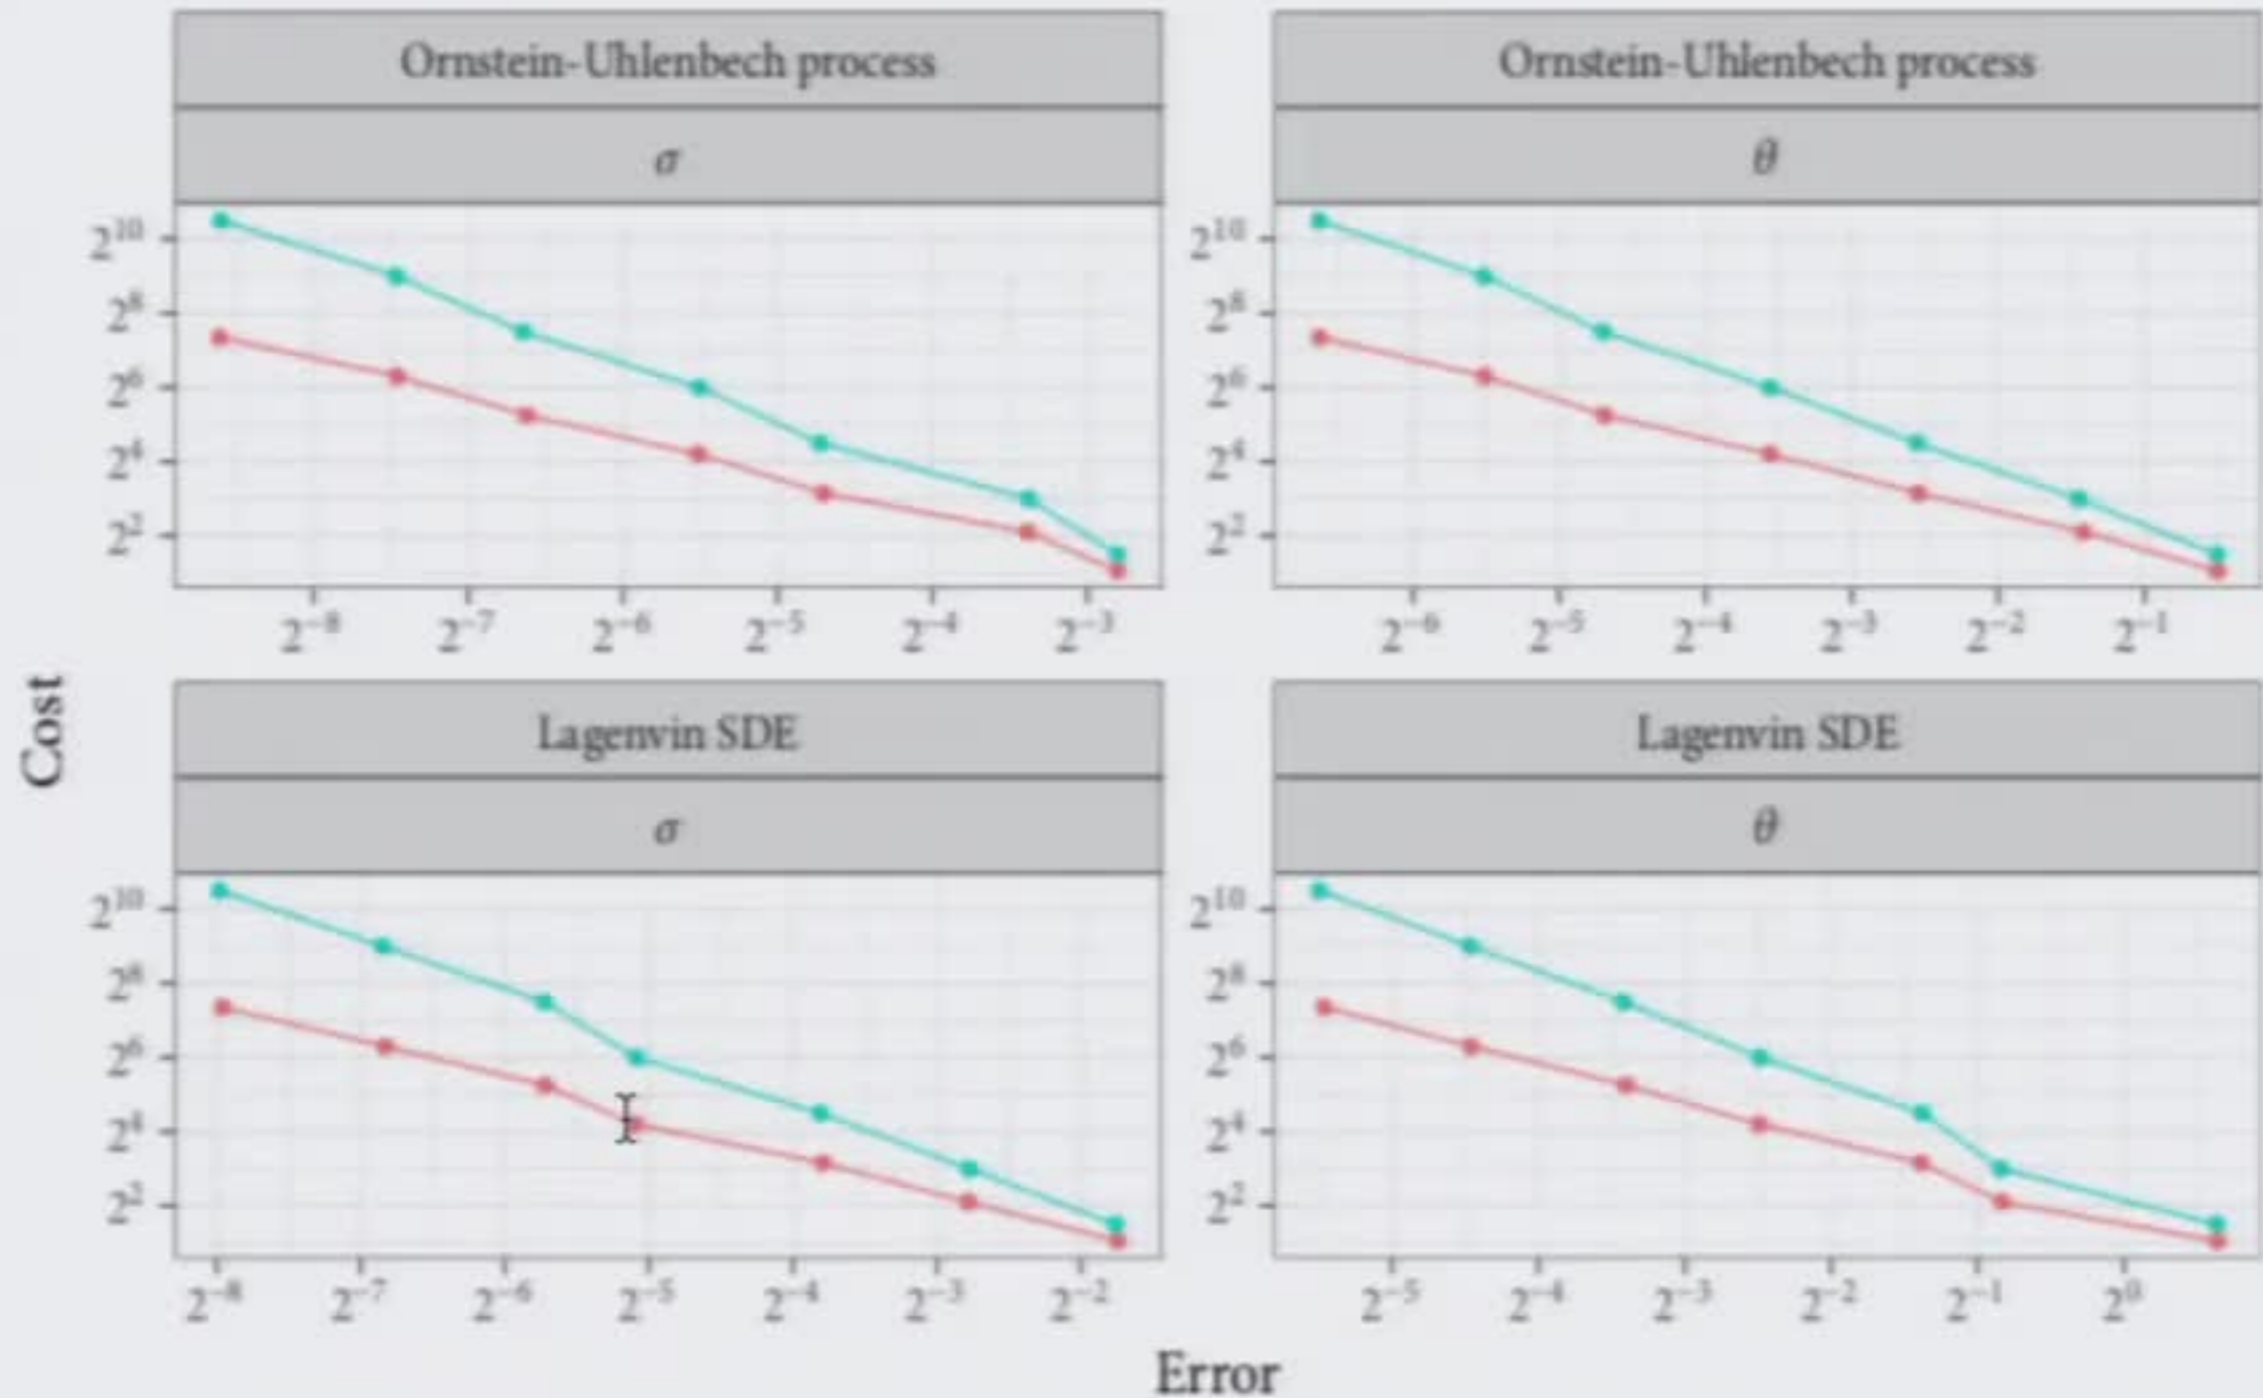 Ornstein-Uhlenbech process
σ
2^10
2^8
2^6
2^4
2^2
2^-8 2^-7 2^-6 2^-5 2^-4 2^-3
Ornstein-Uhlenbech process
θ
2^10
2^8
2^6
2^4
2^2
2^-6 2^-5 2^-4 2^-3 2^-2 2^-1
Cost
Lagenvin SDE
σ
2^10
2^8
2^6
2^4
2^2
2^-8 2^-7 2^-6 2^-5 2^-4 2^-3 2^-2
Lagenvin SDE
θ
2^10
2^8
2^6
2^4
2^2
2^-5 2^-4 2^-3 2^-2 2^-1 2^0
Error